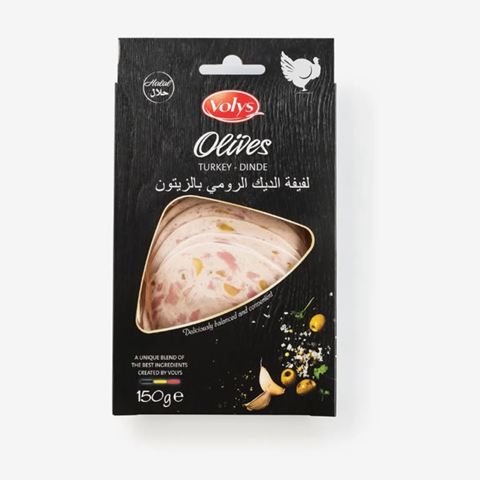 Halal
حلال
Volys
Olives
TURKEY - DINDE
لفيفة الديك الرومي بالزيتون
Deliciously balanced and convenient
A UNIQUE BLEND OF
THE BEST INGREDIENTS
CREATED BY VOLYS
150g e